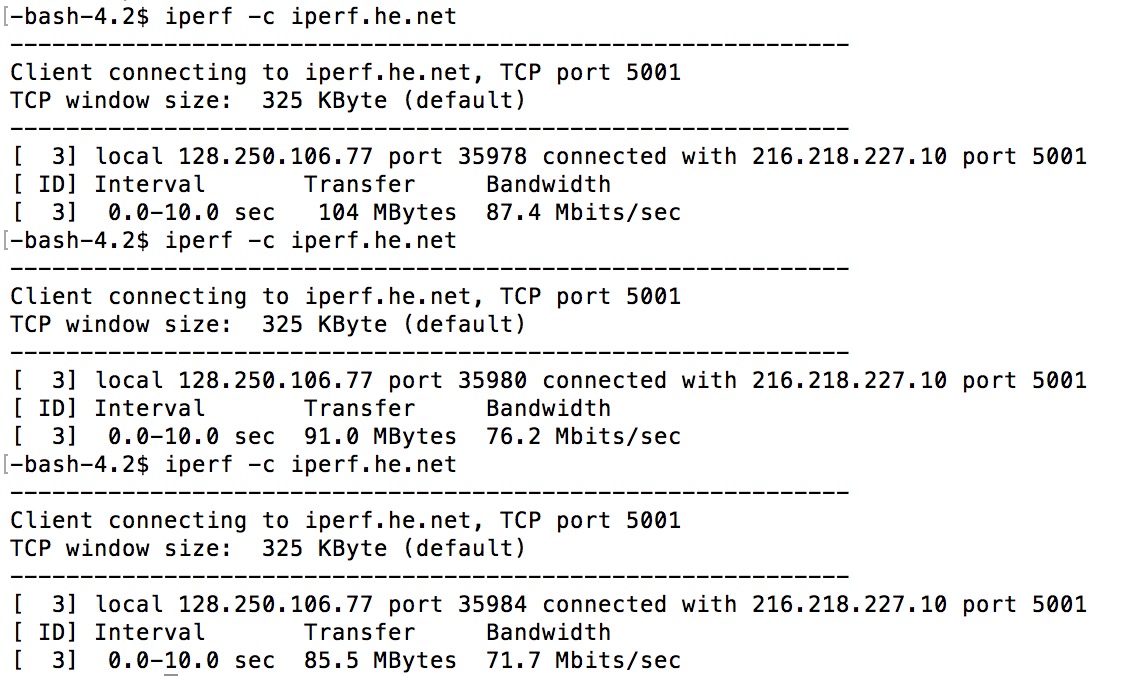 [-bash-4.2$ iperf -c iperf.he.net
------------------------------------------------------------
Client connecting to iperf.he.net, TCP port 5001
TCP window size:  325 KByte (default)
------------------------------------------------------------
[  3] local 128.250.106.77 port 35978 connected with 216.218.227.10 port 5001
[ ID] Interval       Transfer     Bandwidth
[  3]  0.0-10.0 sec   104 MBytes  87.4 Mbits/sec
[-bash-4.2$ iperf -c iperf.he.net
------------------------------------------------------------
Client connecting to iperf.he.net, TCP port 5001
TCP window size:  325 KByte (default)
------------------------------------------------------------
[  3] local 128.250.106.77 port 35980 connected with 216.218.227.10 port 5001
[ ID] Interval       Transfer     Bandwidth
[  3]  0.0-10.0 sec  91.0 MBytes  76.2 Mbits/sec
[-bash-4.2$ iperf -c iperf.he.net
------------------------------------------------------------
Client connecting to iperf.he.net, TCP port 5001
TCP window size:  325 KByte (default)
------------------------------------------------------------
[  3] local 128.250.106.77 port 35984 connected with 216.218.227.10 port 5001
[ ID] Interval       Transfer     Bandwidth
[  3]  0.0-10.0 sec  85.5 MBytes  71.7 Mbits/sec